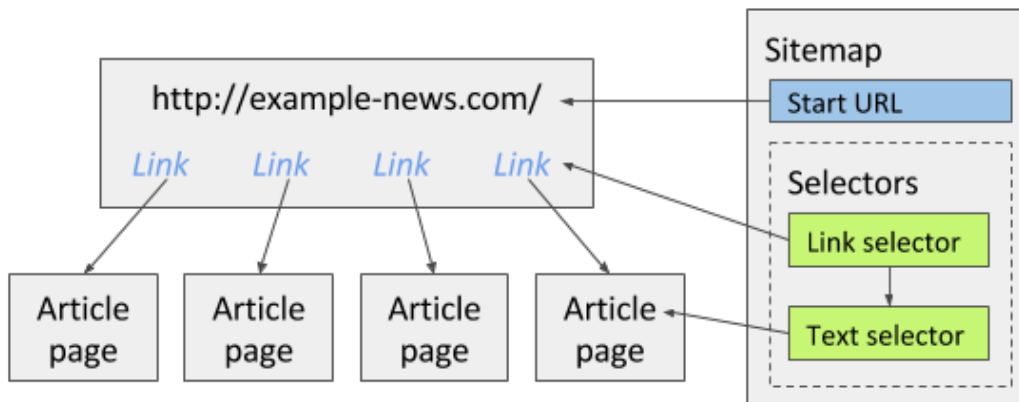 http://example-news.com/
Link Link Link Link
Article page
Article page
Article page
Article page
Sitemap
Start URL
Selectors
Link selector
Text selector